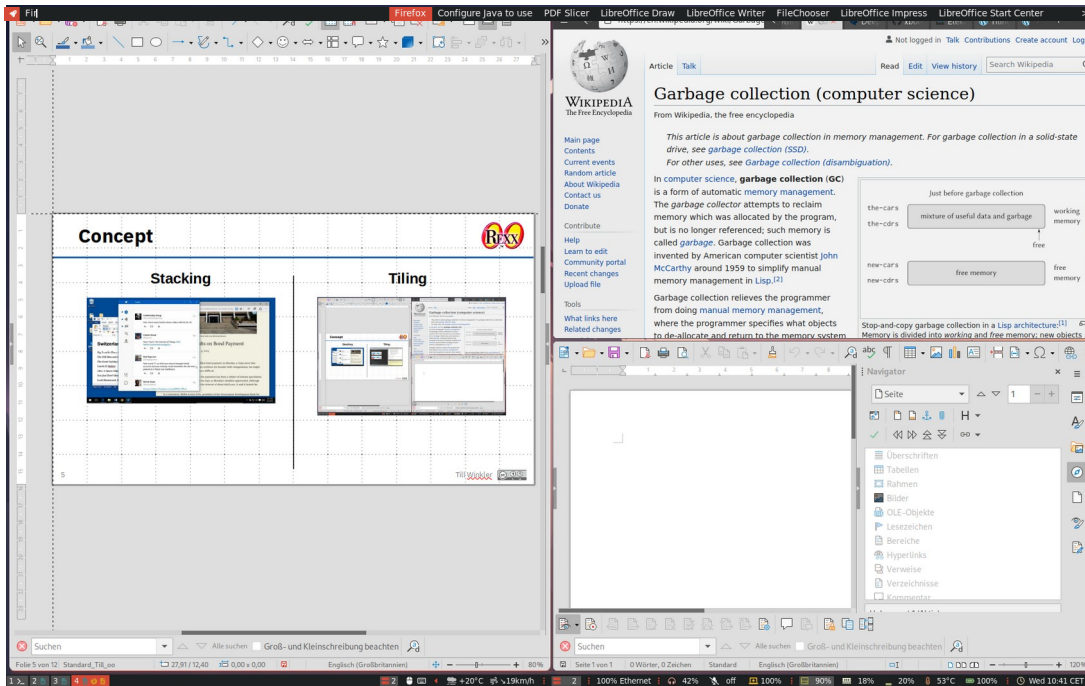 Fir
Firefox Configure Java to use PDF Slicer LibreOffice Draw LibreOffice Writer FileChooser LibreOffice Impress LibreOffice Start Center
Concept
REXX
Stacking
Tiling
5
Till Winkler
Suchen
Alle suchen
Groß- und Kleinschreibung beachten
Folie 5 von 12 Standard_Till_oo 27,91 / 12,40 0,00 x 0,00 Englisch (Großbritannien) 80%
WIKIPEDIA
The Free Encyclopedia
Main page
Contents
Current events
Random article
About Wikipedia
Contact us
Donate
Contribute
Help
Learn to edit
Community portal
Recent changes
Upload file
Tools
What links here
Related changes
Not logged in Talk Contributions Create account Log
Article Talk
Read Edit View history Search Wikipedia
Garbage collection (computer science)
From Wikipedia, the free encyclopedia
This article is about garbage collection in memory management. For garbage collection in a solid-state
drive, see garbage collection (SSD).
For other uses, see Garbage collection (disambiguation).
In computer science, garbage collection (GC)
is a form of automatic memory management.
The garbage collector attempts to reclaim
memory which was allocated by the program,
but is no longer referenced; such memory is
called garbage. Garbage collection was
invented by American computer scientist John
McCarthy around 1959 to simplify manual
memory management in Lisp.[2]
Garbage collection relieves the programmer
from doing manual memory management,
where the programmer specifies what objects
to de-allocate and return to the memory system
Just before garbage collection
the-cars
the-cdrs
mixture of useful data and garbage
working
memory
free
new-cars
new-cdrs
free memory
free
memory
Stop-and-copy garbage collection in a Lisp architecture:[1]
Memory is divided into working and free memory; new objects
Navigator
Seite
1
Überschriften
Tabellen
Rahmen
Bilder
OLE-Objekte
Lesezeichen
Bereiche
Hyperlinks
Verweise
Verzeichnisse
Kommentar
Suchen
Alle suchen
Groß- und Kleinschreibung beachten
Seite 1 von 1 0 Wörter, 0 Zeichen Standard Englisch (Großbritannien) 120%
1 2 3 4 2 +20°C 19km/h 2 100% Ethernet 42% off 100% 90% 18% 20% 53°C 100% Wed 10:41 CET